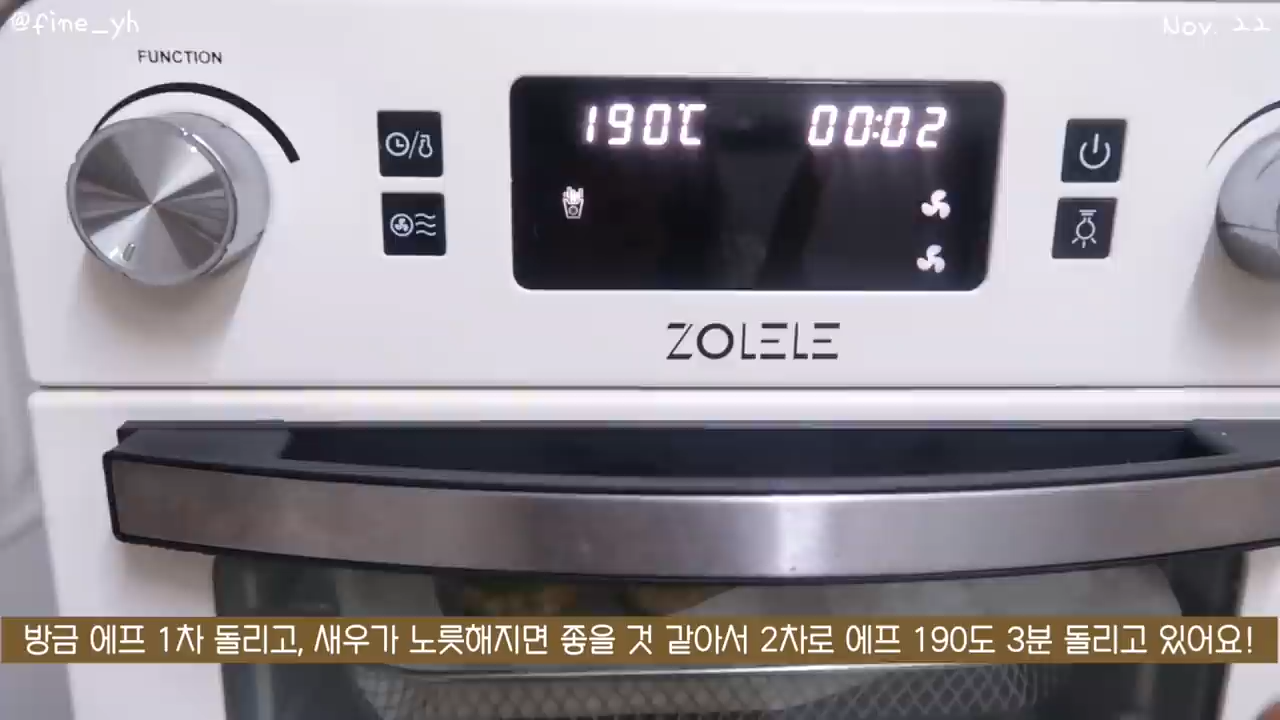 @fine_yh
Nov. 22
FUNCTION
190℃ 00:02
ZOLELE
방금 에프 1차 돌리고, 새우가 노릇해지면 좋을 것 같아서 2차로 에프 190도 3분 돌리고 있어요!